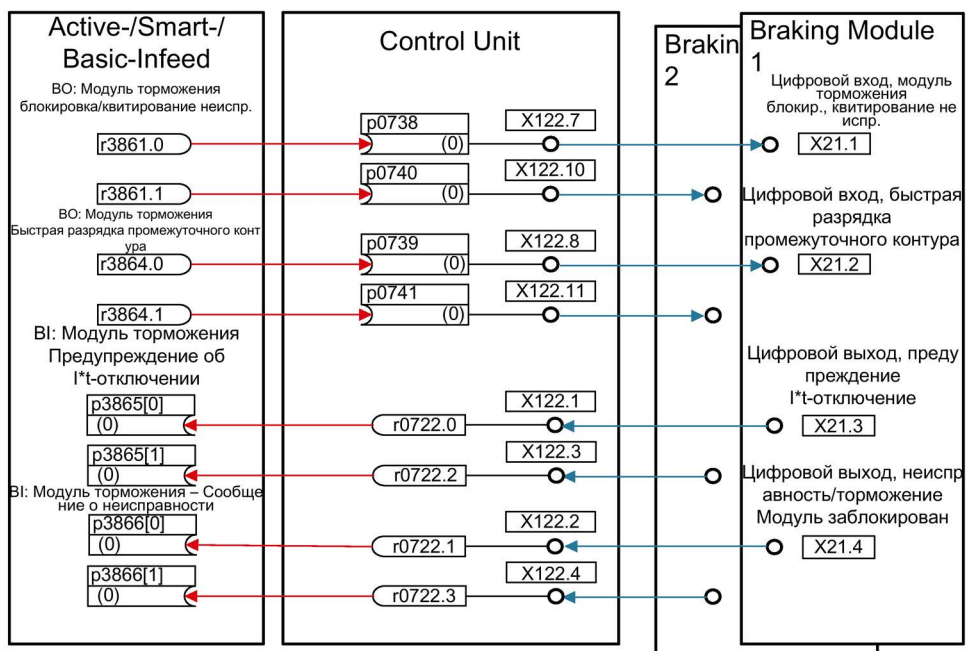 Active-/Smart-/
Basic-Infeed
BO: Модуль торможения
блокировка/квитирование неиспр.
r3861.0
r3861.1
BO: Модуль торможения
Быстрая разрядка промежуточного конт
ура
r3864.0
r3864.1
BI: Модуль торможения
Предупреждение об
I*t-отключении
p3865[0]
(0)
p3865[1]
(0)
BI: Модуль торможения – Сообще
ние о неисправности
p3866[0]
(0)
p3866[1]
(0)
Control Unit
p0738
(0)
X122.7
p0740
(0)
X122.10
p0739
(0)
X122.8
p0741
(0)
X122.11
X122.1
r0722.0
X122.3
r0722.2
X122.2
r0722.1
X122.4
r0722.3
Brakin
2
Braking Module
1
Цифровой вход, модуль
торможения
блокир., квитирование не
испр.
X21.1
Цифровой вход, быстрая
разрядка
промежуточного контура
X21.2
Цифровой выход, преду
преждение
I*t-отключение
X21.3
Цифровой выход, неиспр
авность/торможение
Модуль заблокирован
X21.4